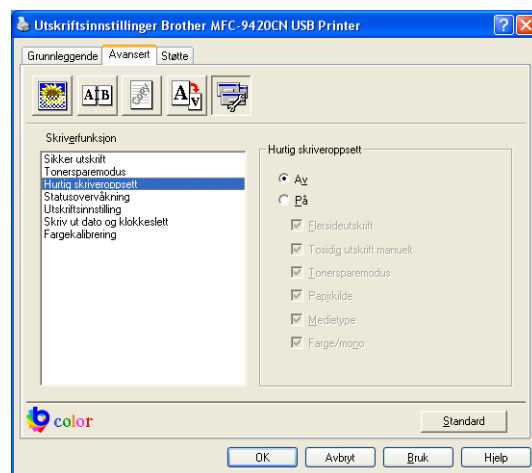 Utskriftsinnstillinger Brother MFC-9420CN USB Printer
Grunnleggende Avansert Støtte
A B
A A
Skriverfunksjon
Sikker utskrift
Tonersparemodus
Hurtig skriveroppsett
Statusovervåkning
Utskriftsinnstilling
Skriv ut dato og klokkeslett
Fargekalibrering
Hurtig skriveroppsett
Av
På
Flersideutskrift
Tosidig utskrift manuelt
Tonersparemodus
Papirkilde
Medietype
Farge/mono
b color
Standard
OK Avbryt Bruk Hjelp